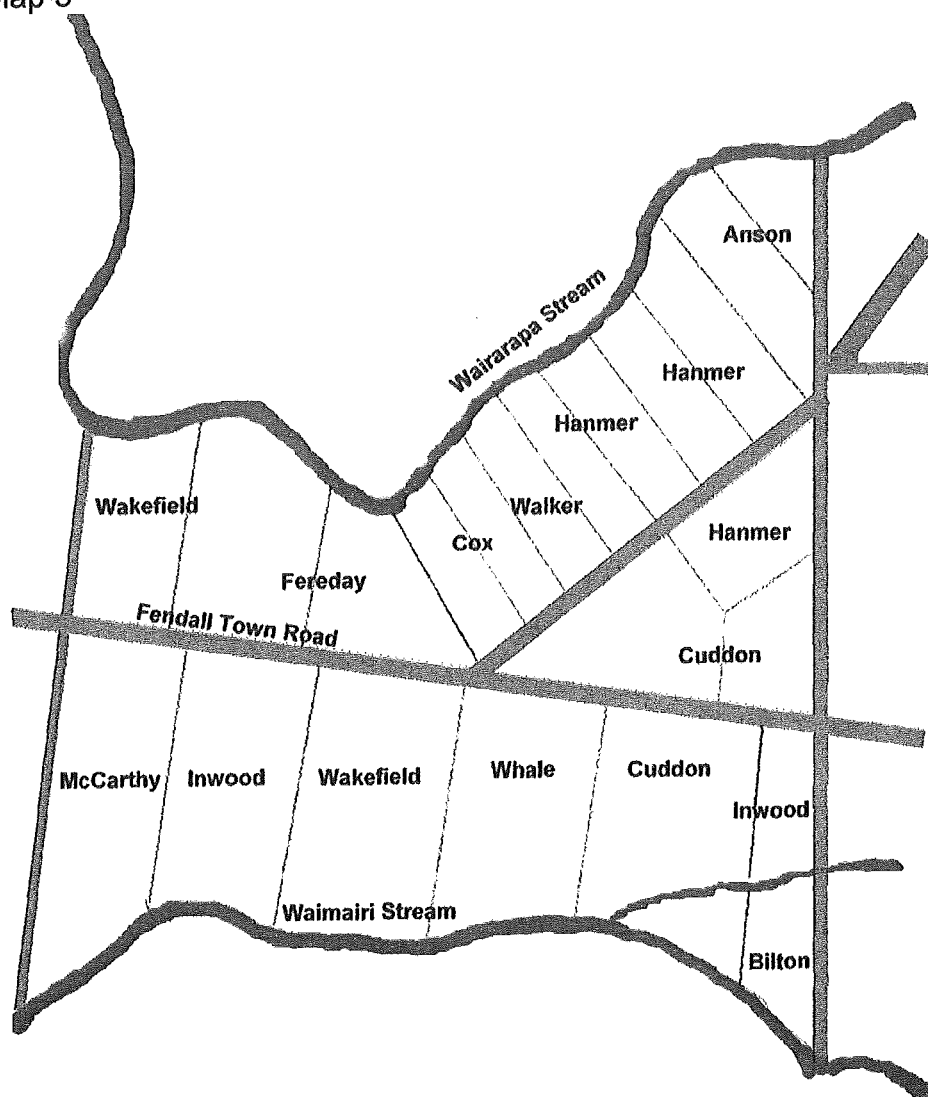 Map
Anson
Wairarapa Stream
Hanmer
Hanmer
Wakefield
Walker
Hanmer
Cox
Fereday
Fendall Town Road
Cuddon
McCarthy
Inwood
Wakefield
Whale
Cuddon
Inwood
Waimairi Stream
Bilton